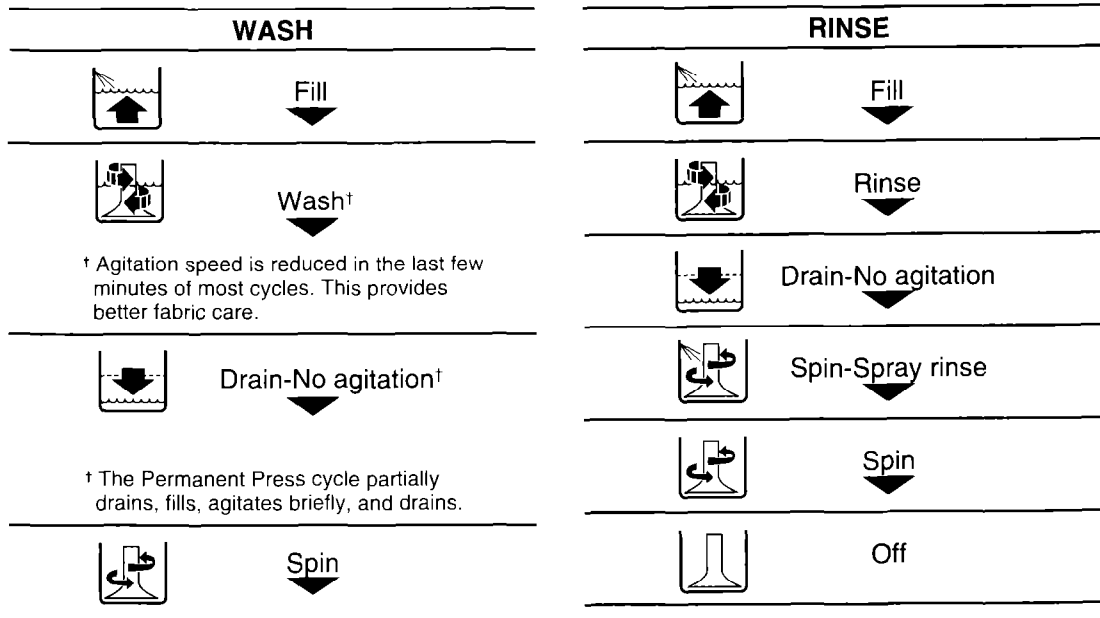 WASH
Fill
Wash†
† Agitation speed is reduced in the last few
minutes of most cycles. This provides
better fabric care.
Drain-No agitation†
† The Permanent Press cycle partially
drains, fills, agitates briefly, and drains.
Spin
RINSE
Fill
Rinse
Drain-No agitation
Spin-Spray rinse
Spin
Off